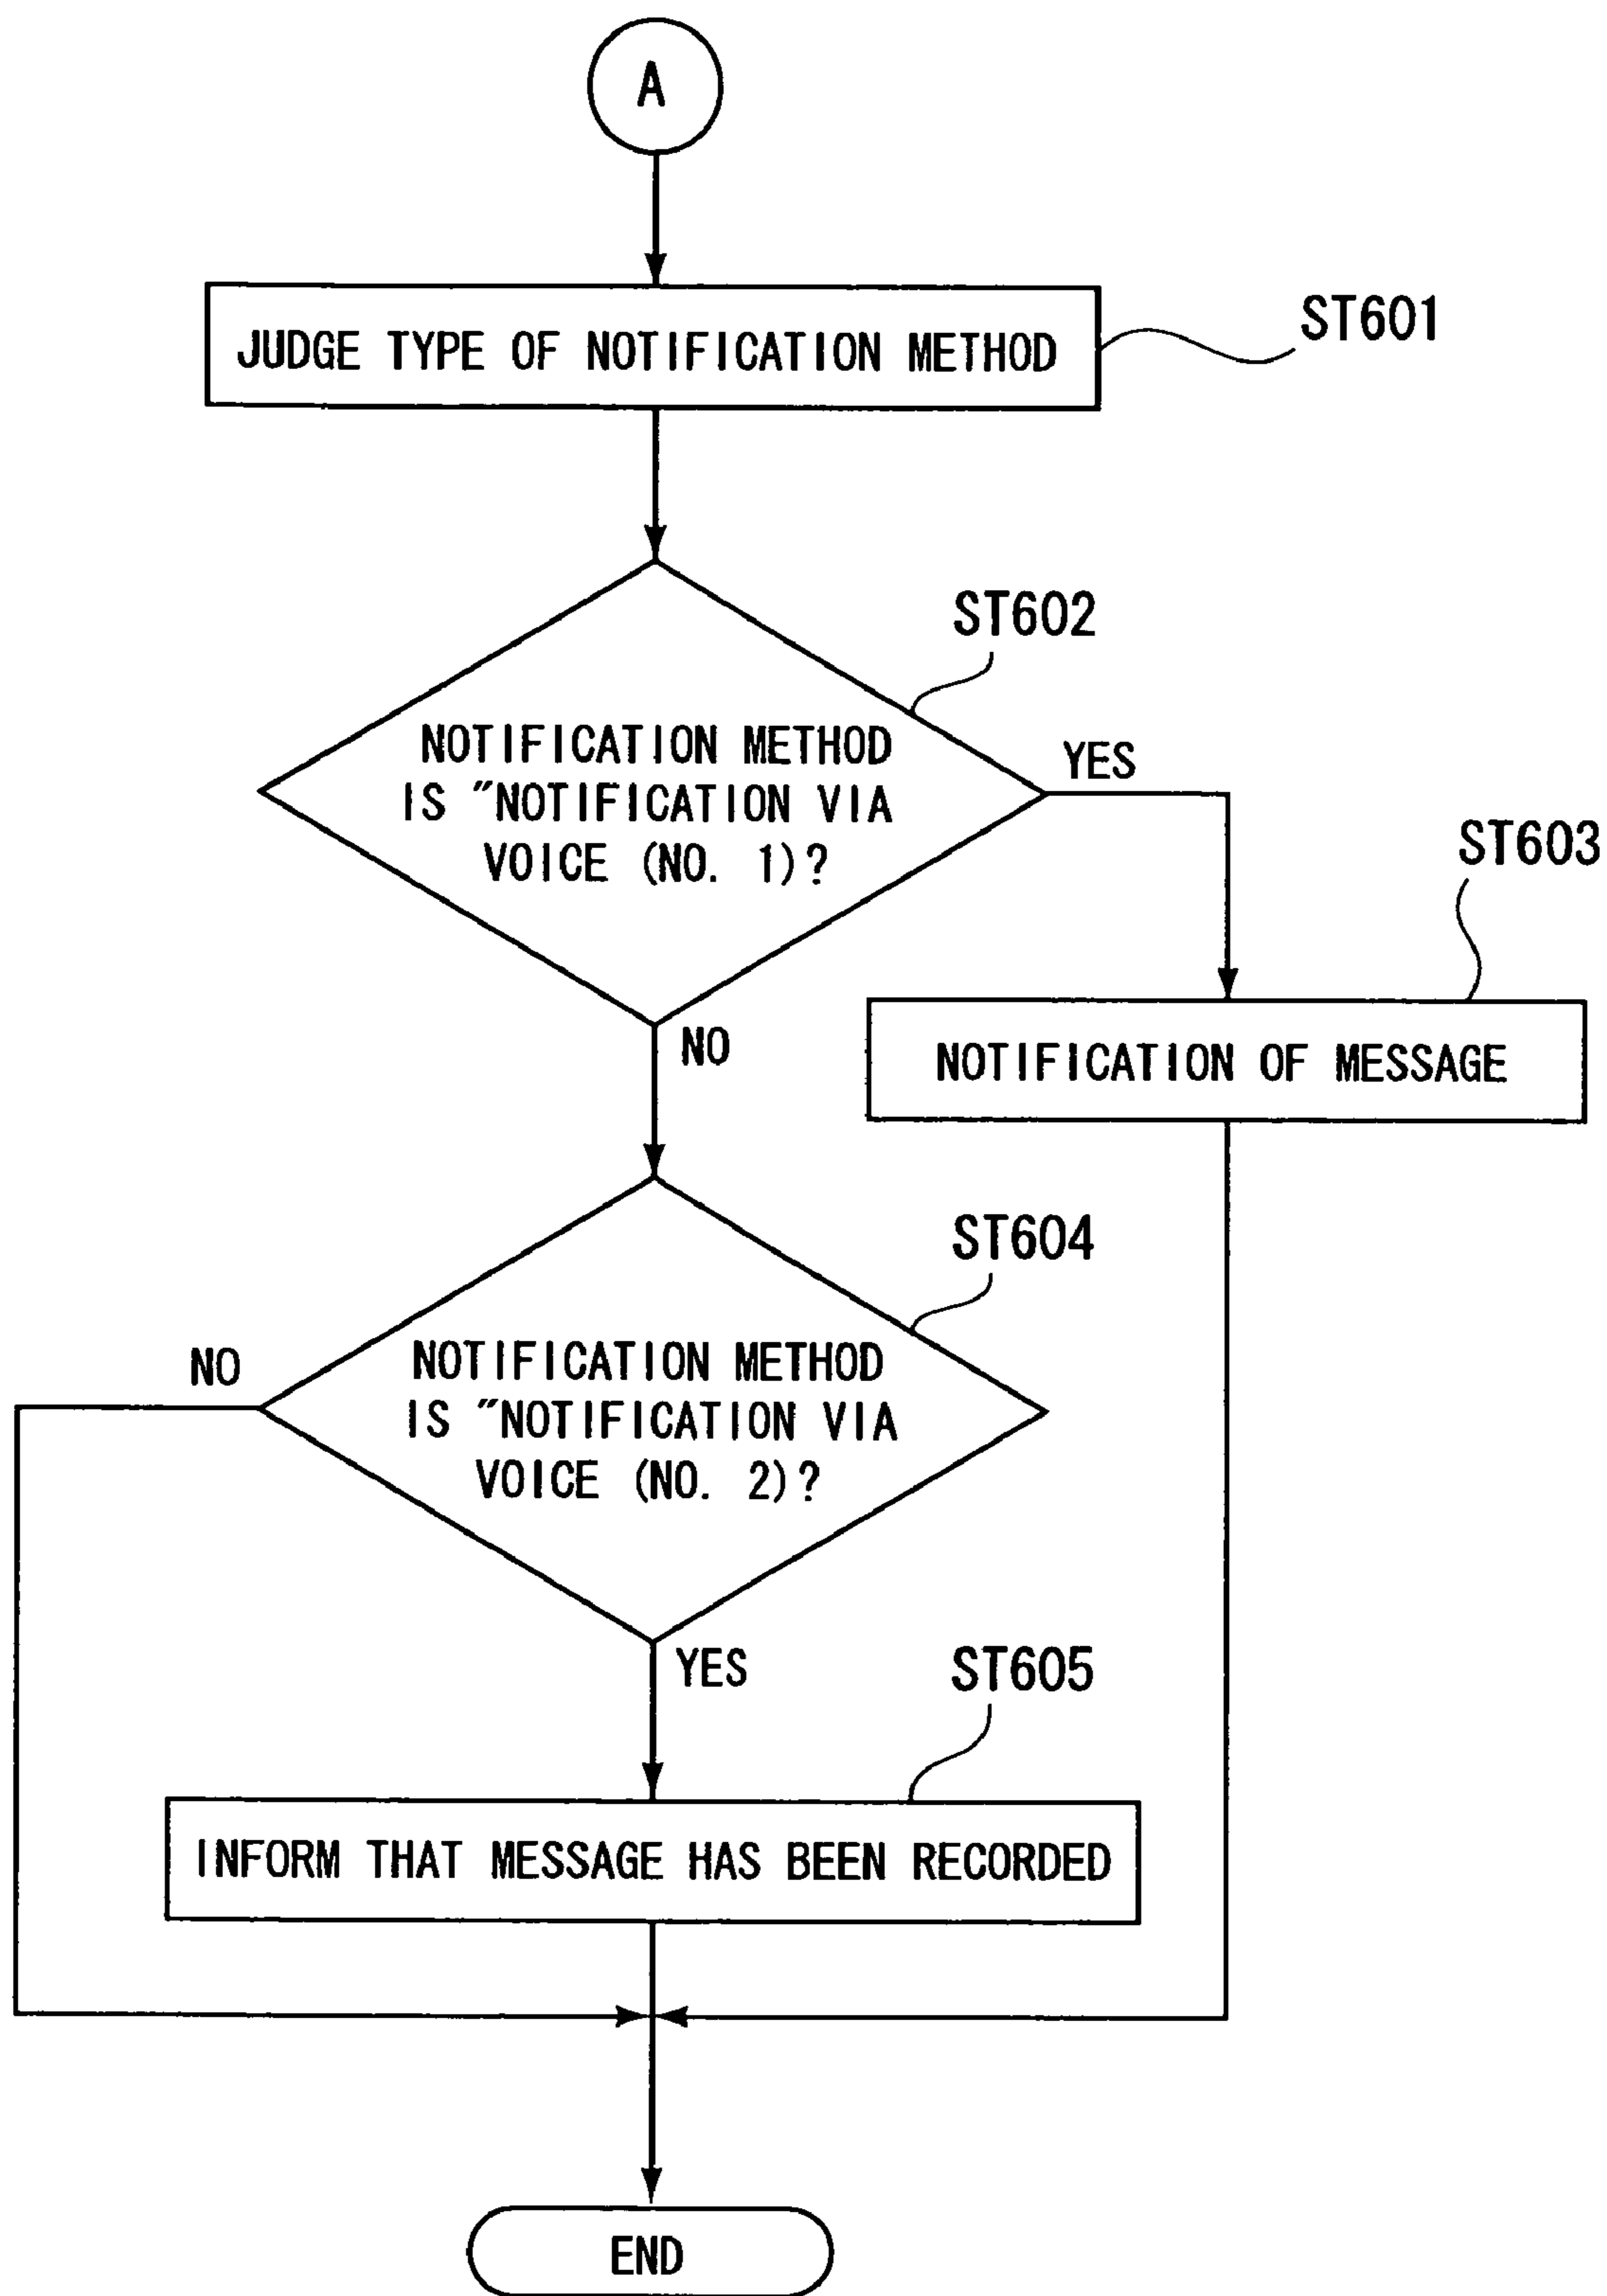 A
JUDGE TYPE OF NOTIFICATION METHOD
ST601
ST602
NOTIFICATION METHOD
IS "NOTIFICATION VIA
VOICE (NO. 1)?
YES
ST603
NO
NOTIFICATION OF MESSAGE
ST604
NO
NOTIFICATION METHOD
IS "NOTIFICATION VIA
VOICE (NO. 2)?
YES
ST605
INFORM THAT MESSAGE HAS BEEN RECORDED
END